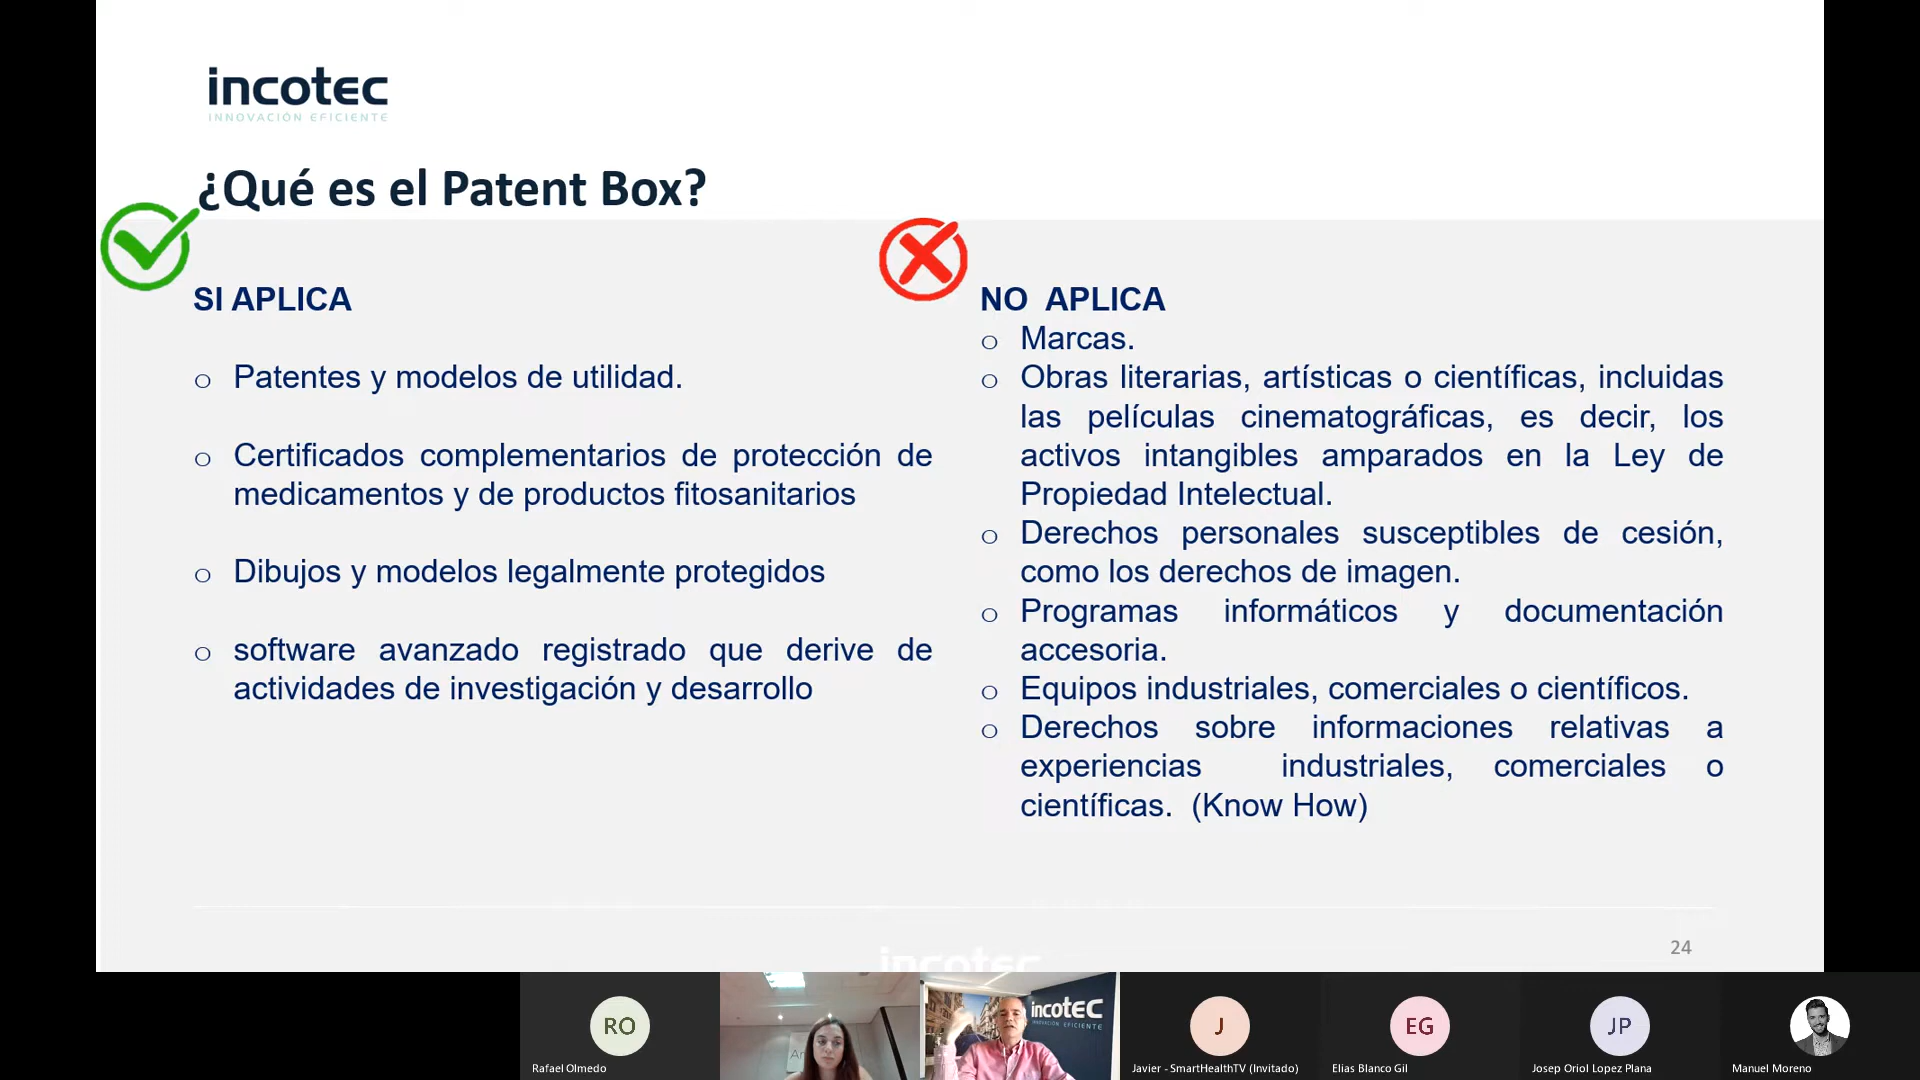 incotec
INNOVACIÓN EFICIENTE
¿Qué es el Patent Box?
SI APLICA
o Patentes y modelos de utilidad.
o Certificados complementarios de protección de
medicamentos y de productos fitosanitarios
o Dibujos y modelos legalmente protegidos
o software avanzado registrado que derive de
actividades de investigación y desarrollo
NO APLICA
o Marcas.
o Obras literarias, artísticas o científicas, incluidas
las películas cinematográficas, es decir, los
activos intangibles amparados en la Ley de
Propiedad Intelectual.
o Derechos personales susceptibles de cesión,
como los derechos de imagen.
o Programas informáticos y documentación
accesoria.
o Equipos industriales, comerciales o científicos.
o Derechos sobre informaciones relativas a
experiencias industriales, comerciales o
científicas. (Know How)
24
incotec
RO
Rafael Olmedo
incotec
INNOVACIÓN EFICIENTE
J
Javier - SmartHealthTV (Invitado)
EG
Elias Blanco Gil
JP
Josep Oriol Lopez Plana
Manuel Moreno